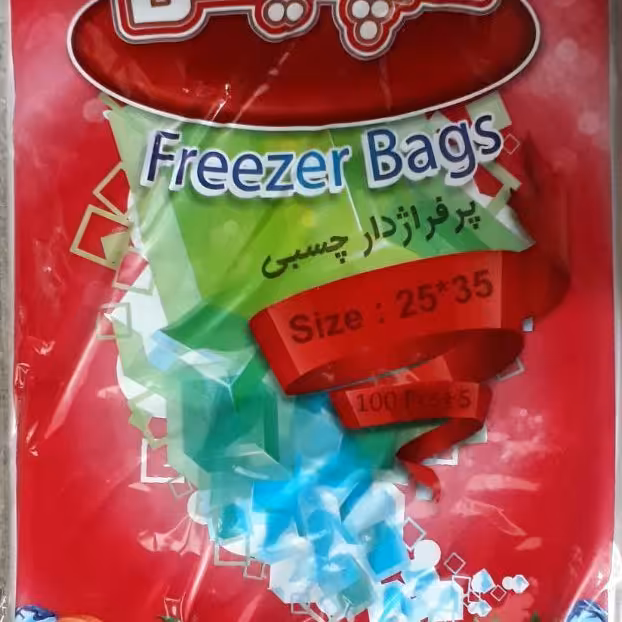 Freezer Bags
پرفراژدار چسبی
Size : 25*35
100 Pcs+5